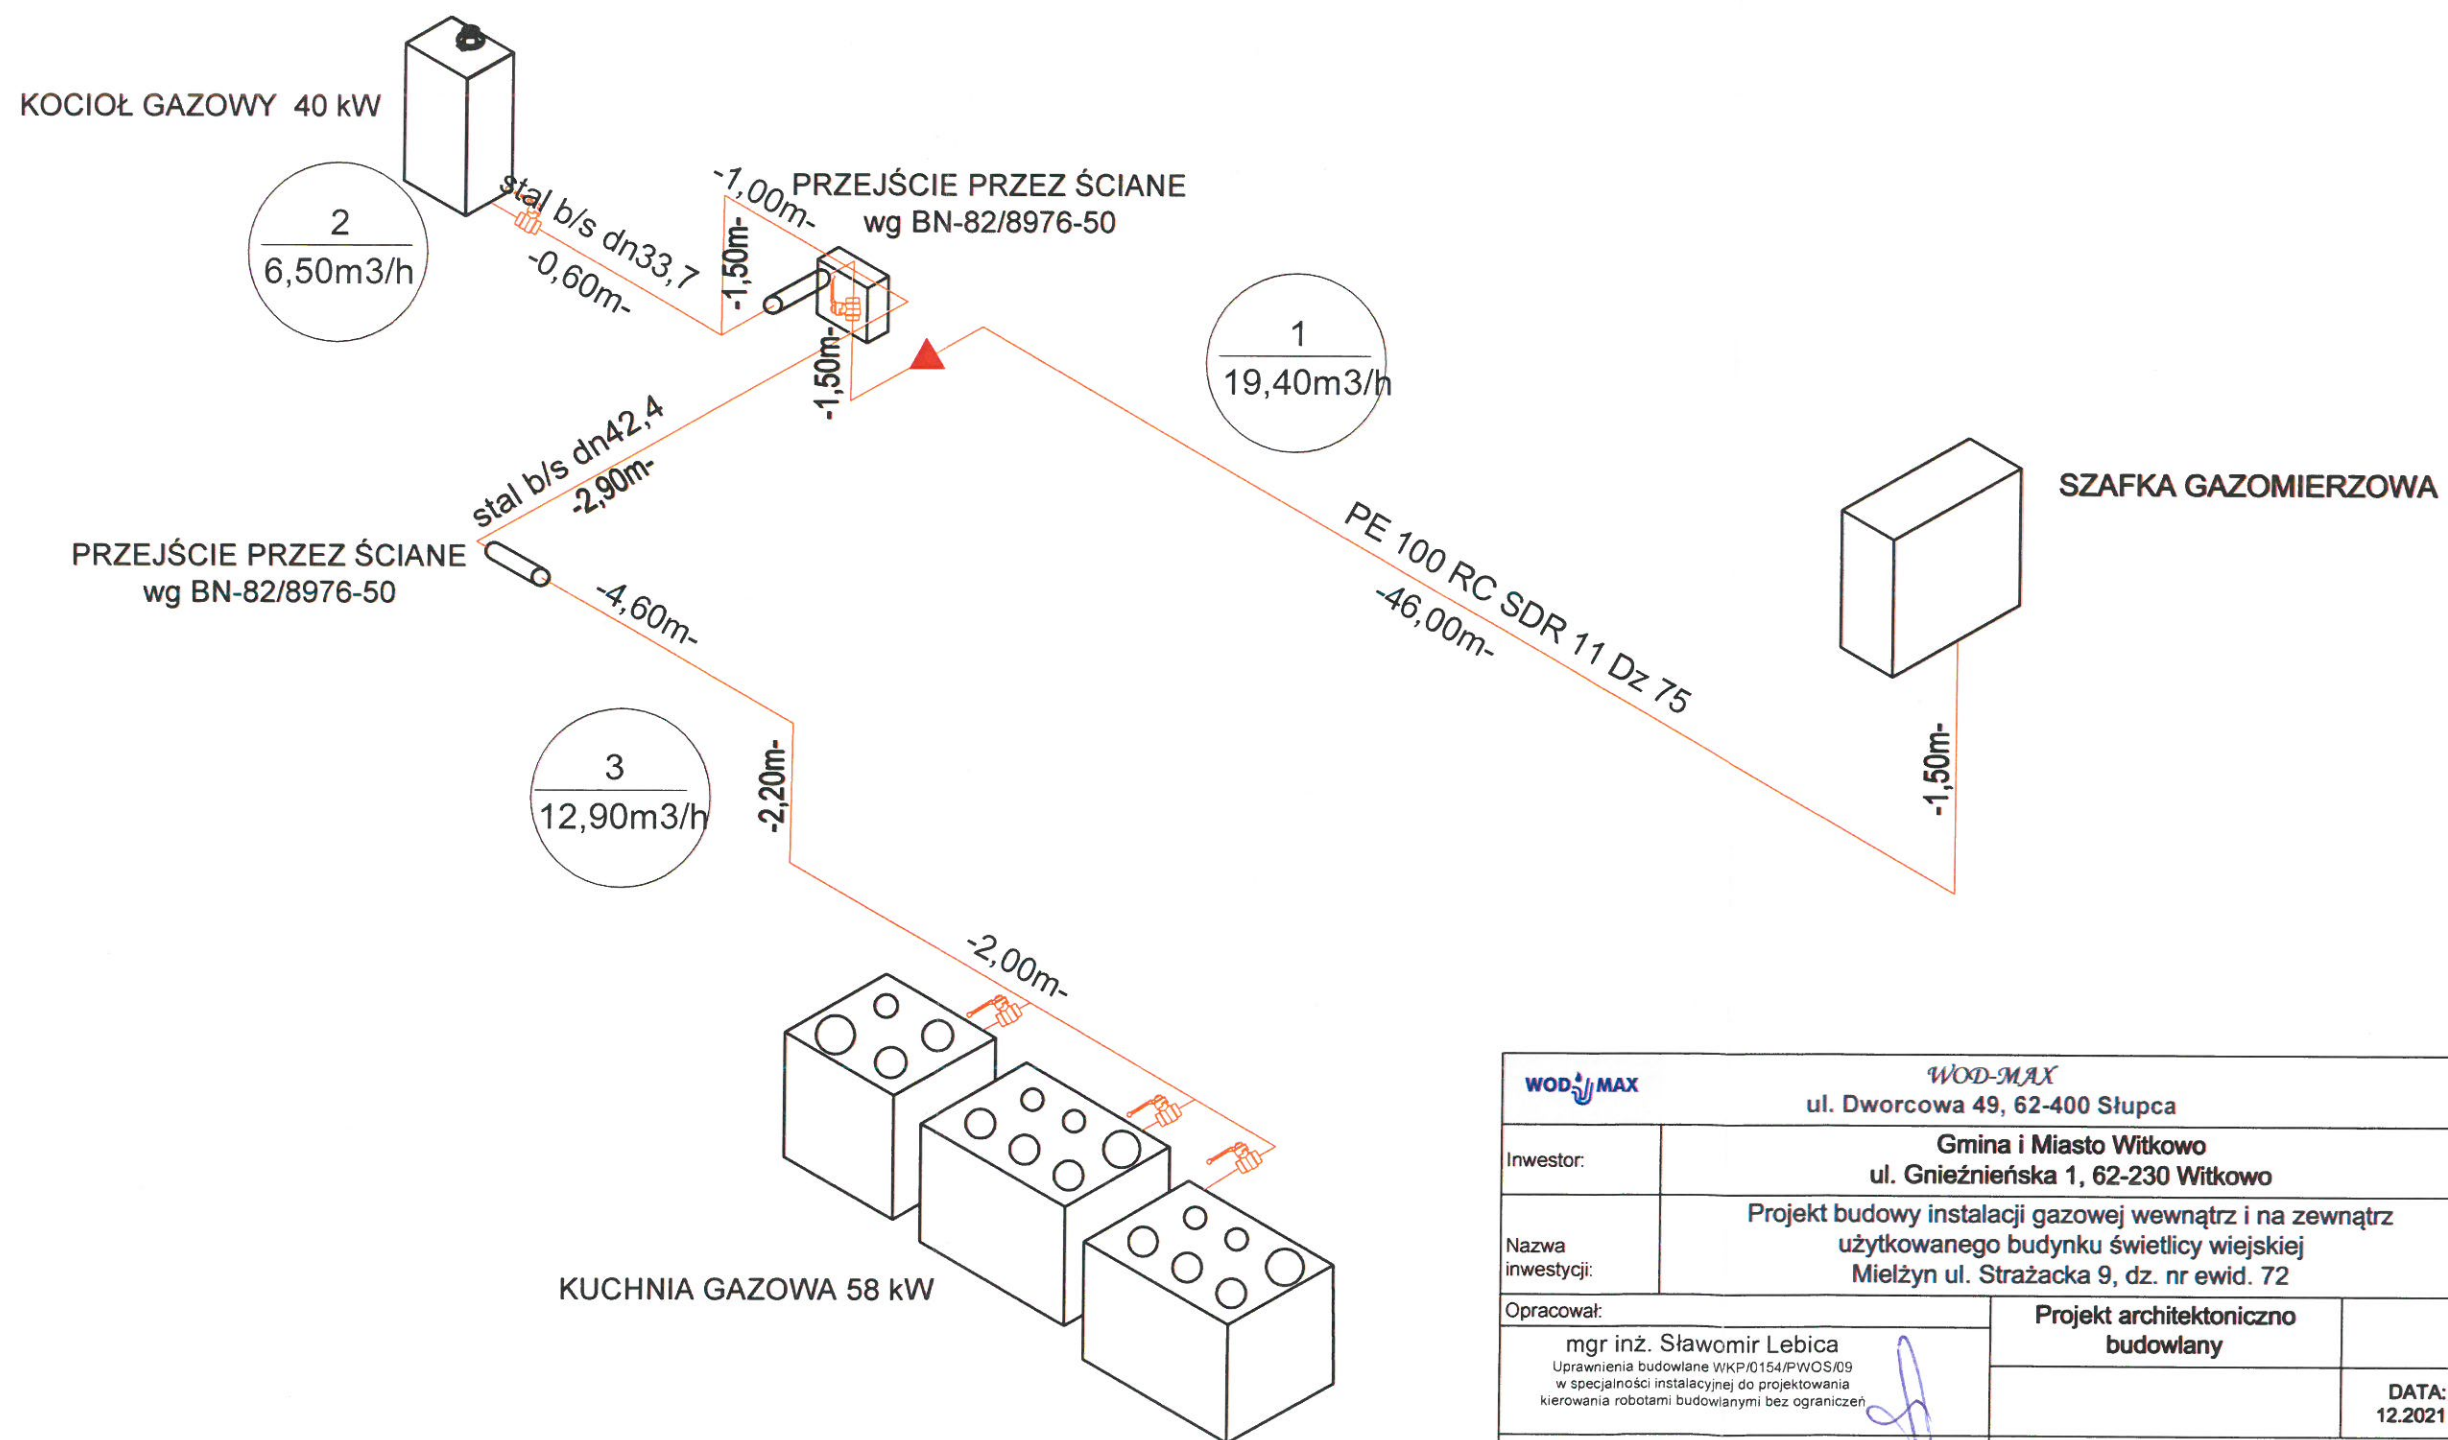 KOCIOŁ GAZOWY 40 kW
2
6,50m3/h
stal b/s dn33,7
-0,60m-
-1,50m-
-1,00m-
PRZEJŚCIE PRZEZ ŚCIANE
wg BN-82/8976-50
-1,50m-
1
19,40m3/h
stal b/s dn42,4
-2,90m-
PRZEJŚCIE PRZEZ ŚCIANE
wg BN-82/8976-50
-4,60m-
PE 100 RC SDR 11 Dz 75
-46,00m-
SZAFKA GAZOMIERZOWA
-1,50m-
3
12,90m3/h
-2,20m-
-2,00m-
KUCHNIA GAZOWA 58 kW
WOD MAX
WOD-MAX
ul. Dworcowa 49, 62-400 Słupca
Inwestor:
Gmina i Miasto Witkowo
ul. Gnieźnieńska 1, 62-230 Witkowo
Nazwa
inwestycji:
Projekt budowy instalacji gazowej wewnątrz i na zewnątrz
użytkowanego budynku świetlicy wiejskiej
Mielżyn ul. Strażacka 9, dz. nr ewid. 72
Opracował:
mgr inż. Sławomir Lebica
Uprawnienia budowlane WKP/0154/PWOS/09
w specjalności instalacyjnej do projektowania
kierowania robotami budowlanymi bez ograniczeń
Projekt architektoniczno
budowlany
DATA:
12.2021